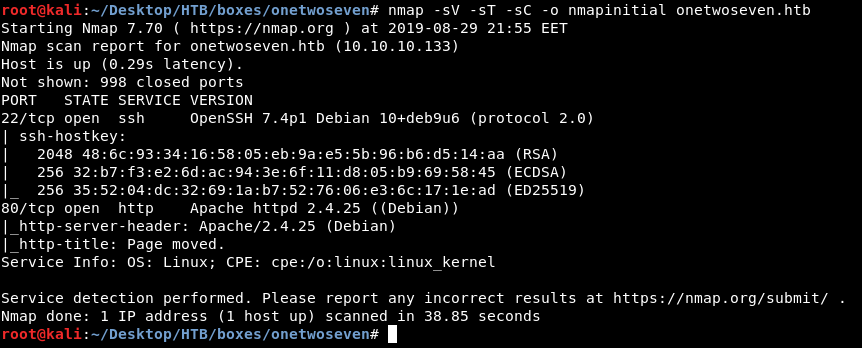 root@kali:~/Desktop/HTB/boxes/onetwoseven# nmap -sV -sT -sC -o nmapinitial onetwoseven.htb
Starting Nmap 7.70 ( https://nmap.org ) at 2019-08-29 21:55 EET
Nmap scan report for onetwoseven.htb (10.10.10.133)
Host is up (0.29s latency).
Not shown: 998 closed ports
PORT   STATE SERVICE VERSION
22/tcp open  ssh     OpenSSH 7.4p1 Debian 10+deb9u6 (protocol 2.0)
| ssh-hostkey:
|   2048 48:6c:93:34:16:58:05:eb:9a:e5:5b:96:b6:d5:14:aa (RSA)
|   256 32:b7:f3:e2:6d:ac:94:3e:6f:11:d8:05:b9:69:58:45 (ECDSA)
|_  256 35:52:04:dc:32:69:1a:b7:52:76:06:e3:6c:17:1e:ad (ED25519)
80/tcp open  http    Apache httpd 2.4.25 ((Debian))
|_http-server-header: Apache/2.4.25 (Debian)
|_http-title: Page moved.
Service Info: OS: Linux; CPE: cpe:/o:linux:linux_kernel

Service detection performed. Please report any incorrect results at https://nmap.org/submit/ .
Nmap done: 1 IP address (1 host up) scanned in 38.85 seconds
root@kali:~/Desktop/HTB/boxes/onetwoseven#